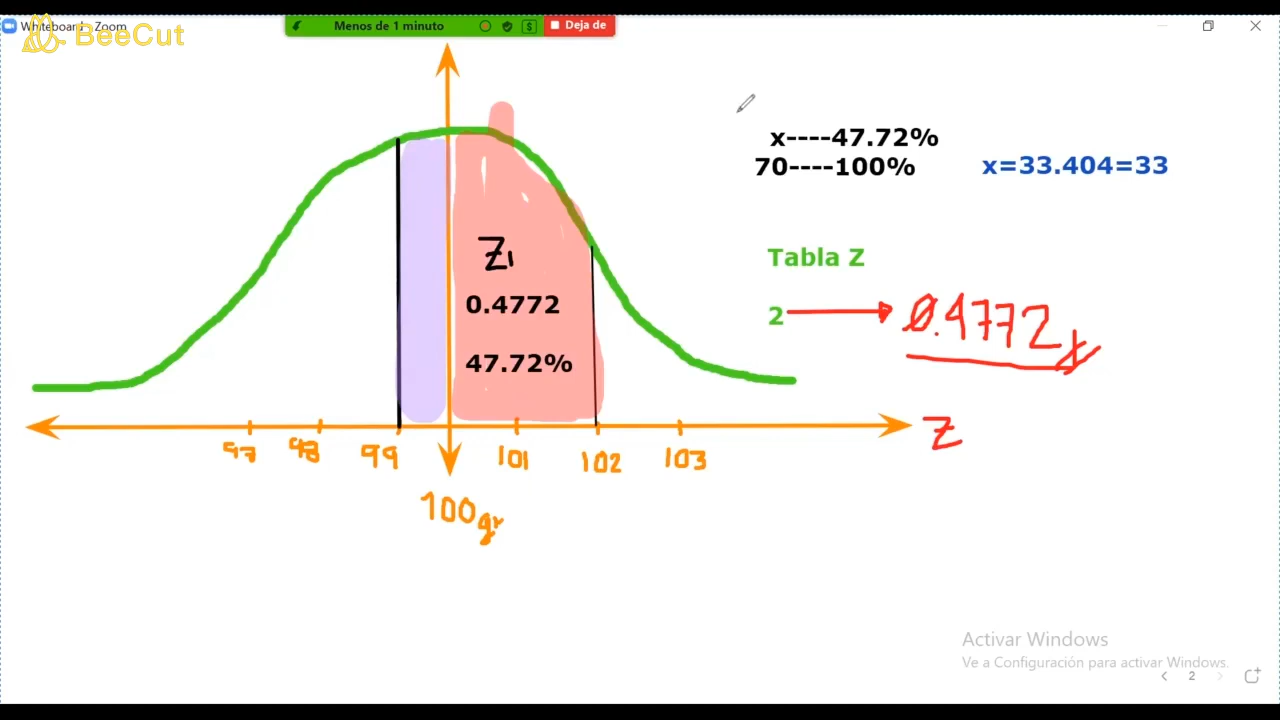 Whiteboard - Zoom
BeeCut
Menos de 1 minuto
$
Deja de
x----47.72%
70----100%
x=33.404=33
Tabla Z
2
0.4772
Z1
0.4772
47.72%
Z
97 98 99 101 102 103
100gr
Activar Windows
Ve a Configuración para activar Windows.
2